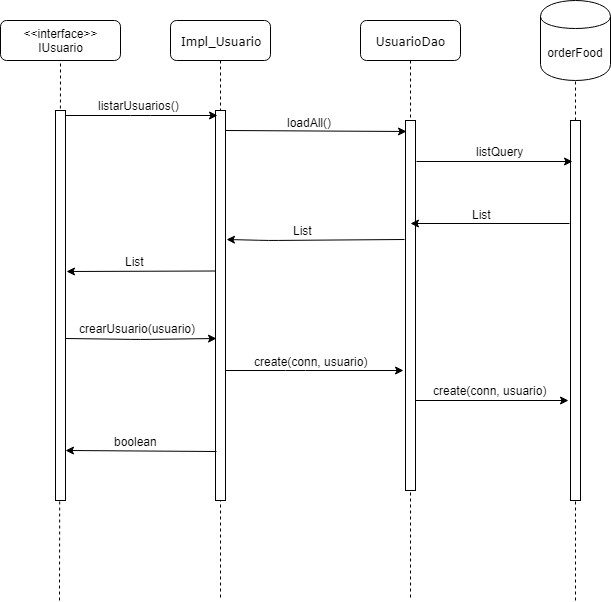 <<interface>>
IUsuario
Impl_Usuario
UsuarioDao
orderFood
listarUsuarios()
loadAll()
listQuery
List
List
List
crearUsuario(usuario)
create(conn, usuario)
create(conn, usuario)
boolean